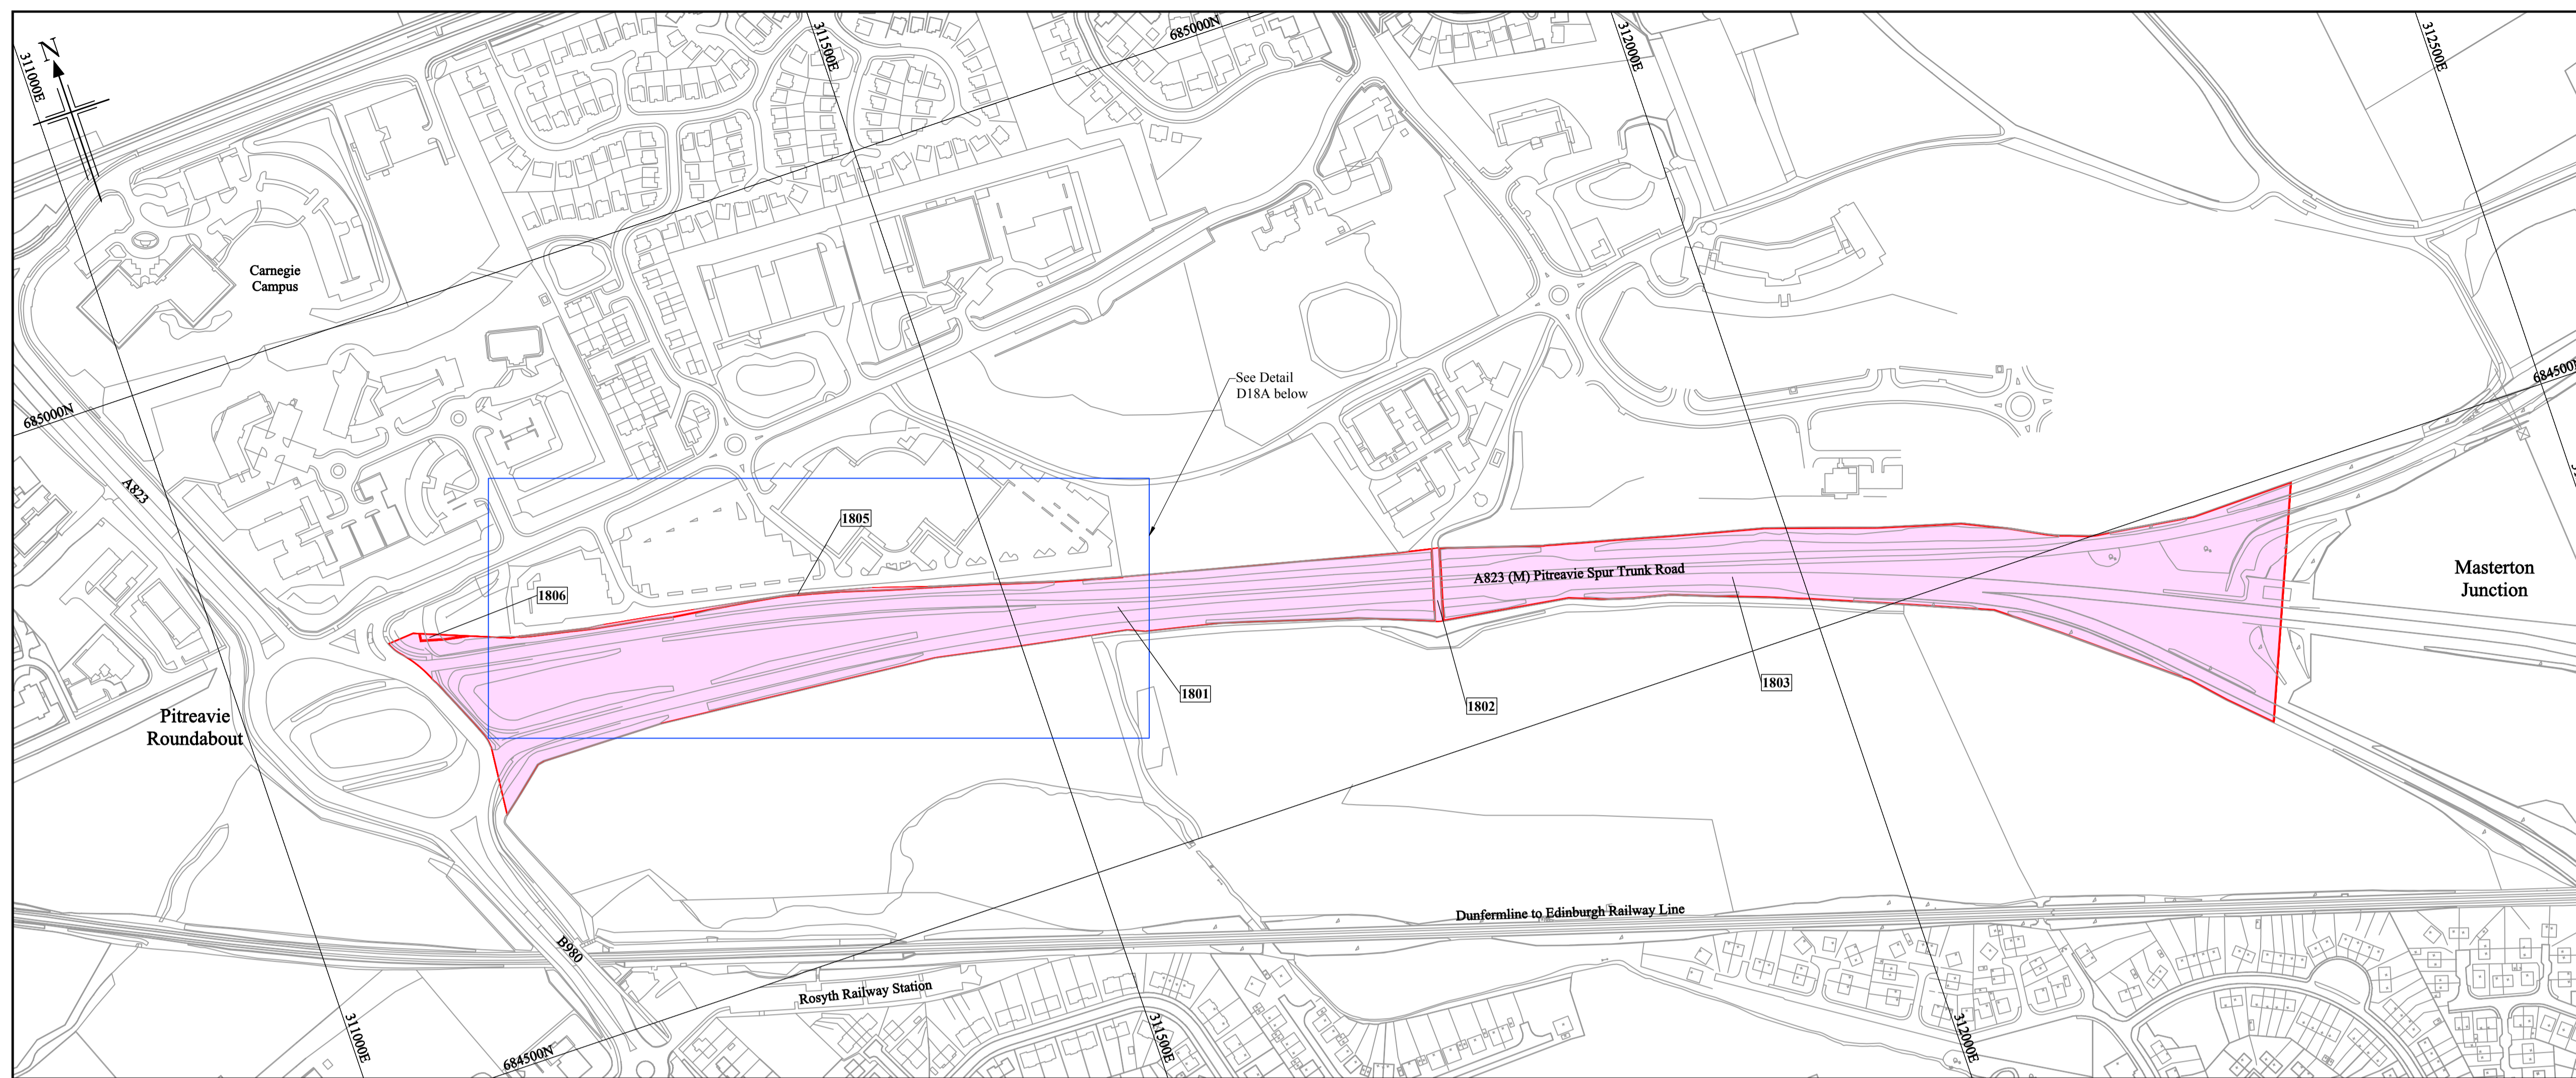 N
311000E
311500E
685000N
312000E
312500E
Carnegie
Campus
685000N
684500N
See Detail
D18A below
A823
1805
1806
A823 (M) Pitreavie Spur Trunk Road
Masterton
Junction
1801
1802
1803
Pitreavie
Roundabout
Dunfermline to Edinburgh Railway Line
B980
Rosyth Railway Station
311000E
311500E
312000E
684500N